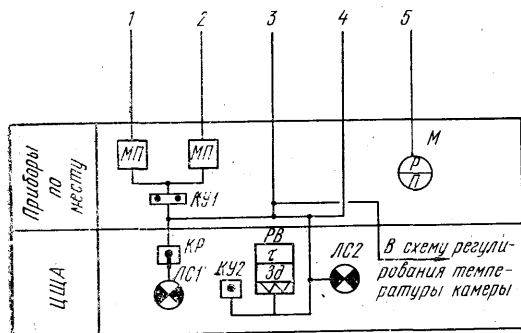 1 2 3 4 5
Приборы по месту
МП МП
М
Р
П
КУ1
ЦЩА
КР
ЛС1
КУ2
РВ
τ
Зд
ЛС2
В схему регули-
рования темпе-
ратуры камеры